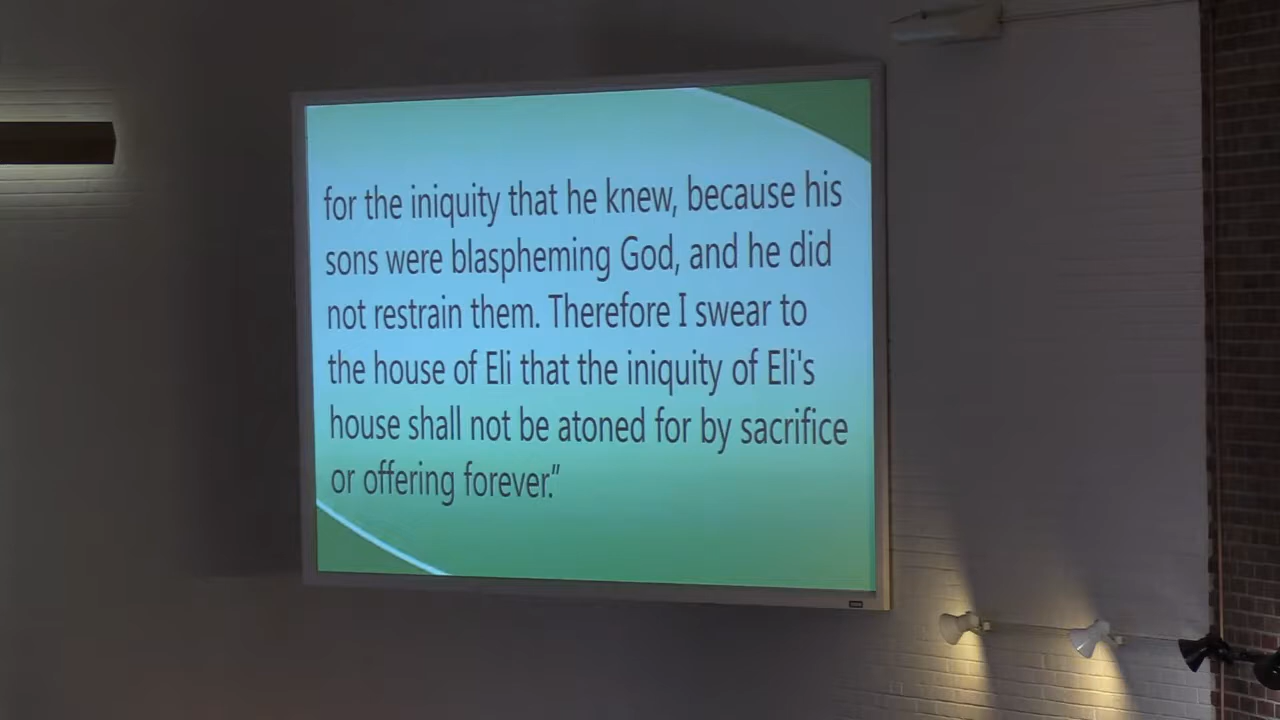 for the iniquity that he knew, because his
sons were blaspheming God, and he did
not restrain them. Therefore I swear to
the house of Eli that the iniquity of Eli's
house shall not be atoned for by sacrifice
or offering forever.”